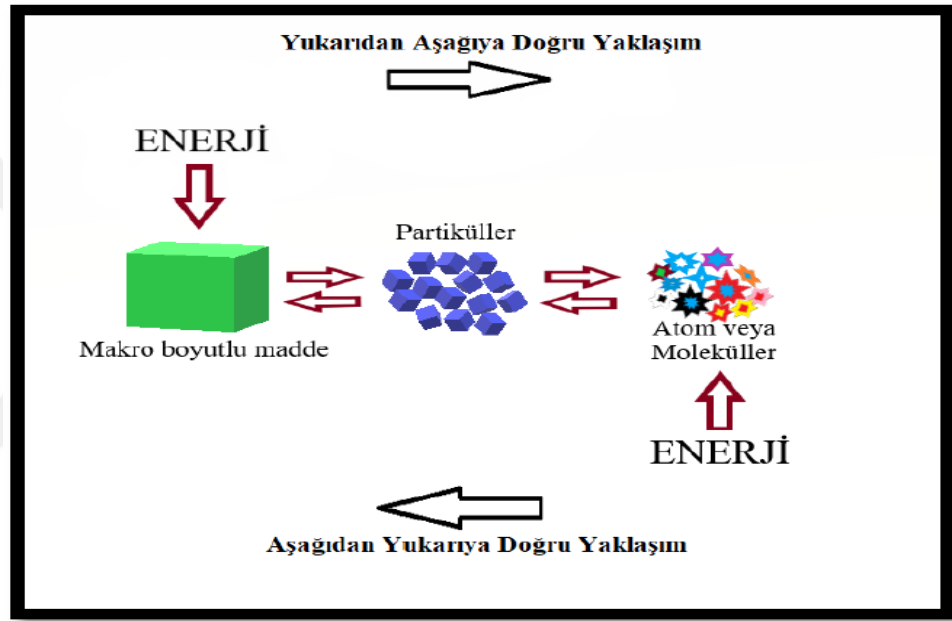 Yukarıdan Aşağıya Doğru Yaklaşım
ENERJİ
Partiküller
Makro boyutlu madde
Atom veya
Moleküller
ENERJİ
Aşağıdan Yukarıya Doğru Yaklaşım